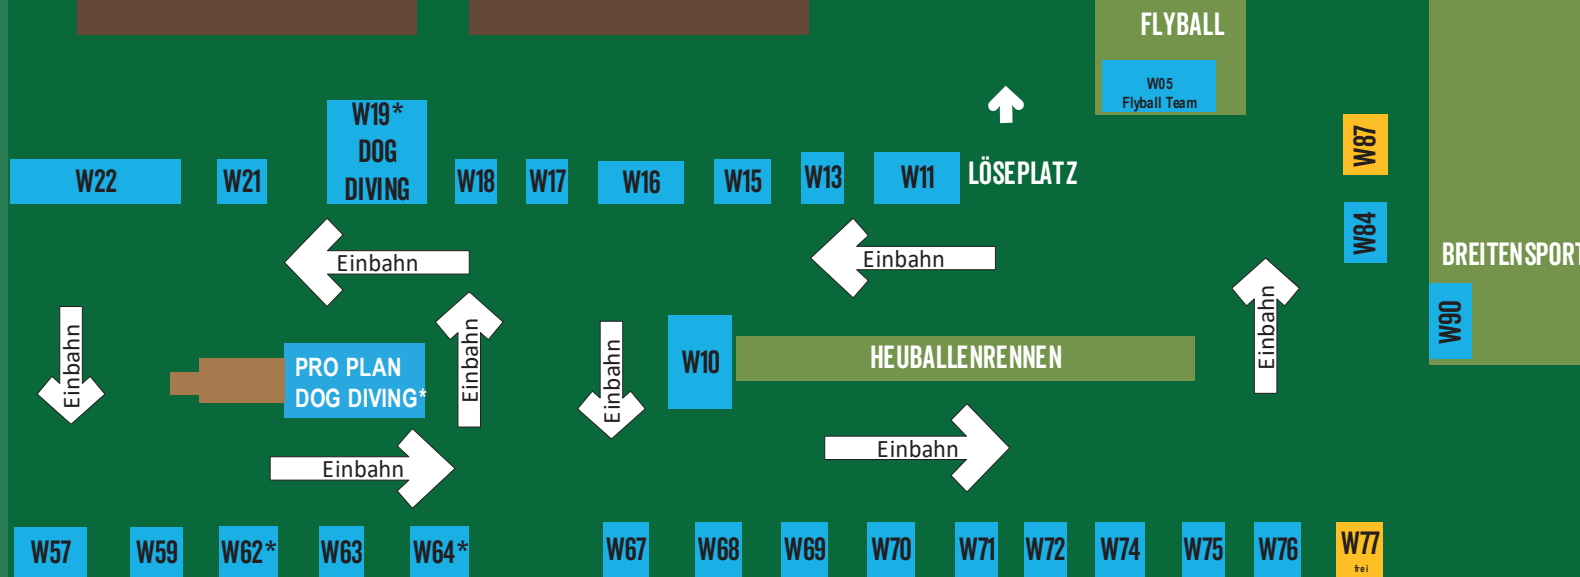 FLYBALL
W05
Flyball Team
W19*
DOG
DIVING
W87
W22
W21
W18
W17
W16
W15
W13
W11
LÖSEPLATZ
W84
BREITENSPORT
Einbahn
Einbahn
Einbahn
Einbahn
Einbahn
Einbahn
W90
PRO PLAN
DOG DIVING*
W10
HEUBALLENRENNEN
Einbahn
Einbahn
W57
W59
W62*
W63
W64*
W67
W68
W69
W70
W71
W72
W74
W75
W76
W77
frei